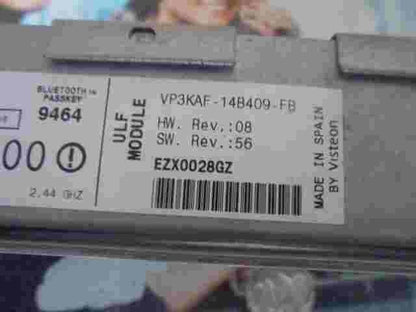 BLUETOOTH
PASSKEY
9464
00
2.44 GHZ
ULF
MODULE
VP3KAF-14B409-FB
HW. Rev.:08
SW. Rev.:56
EZX0028GZ
MADE IN SPAIN
BY Visteon